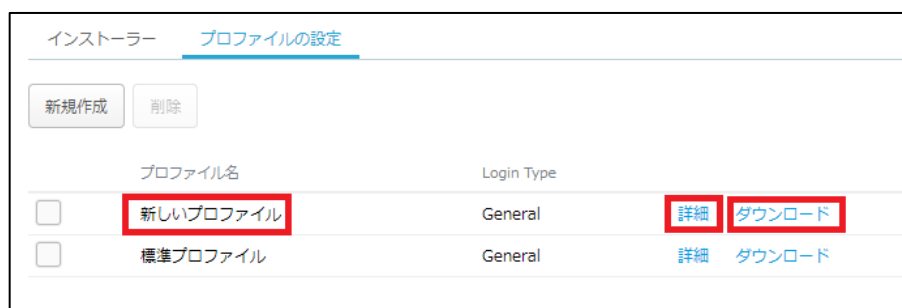 インストーラー プロファイルの設定
新規作成 削除
プロファイル名 Login Type
新しいプロファイル General 詳細 ダウンロード
標準プロファイル General 詳細 ダウンロード